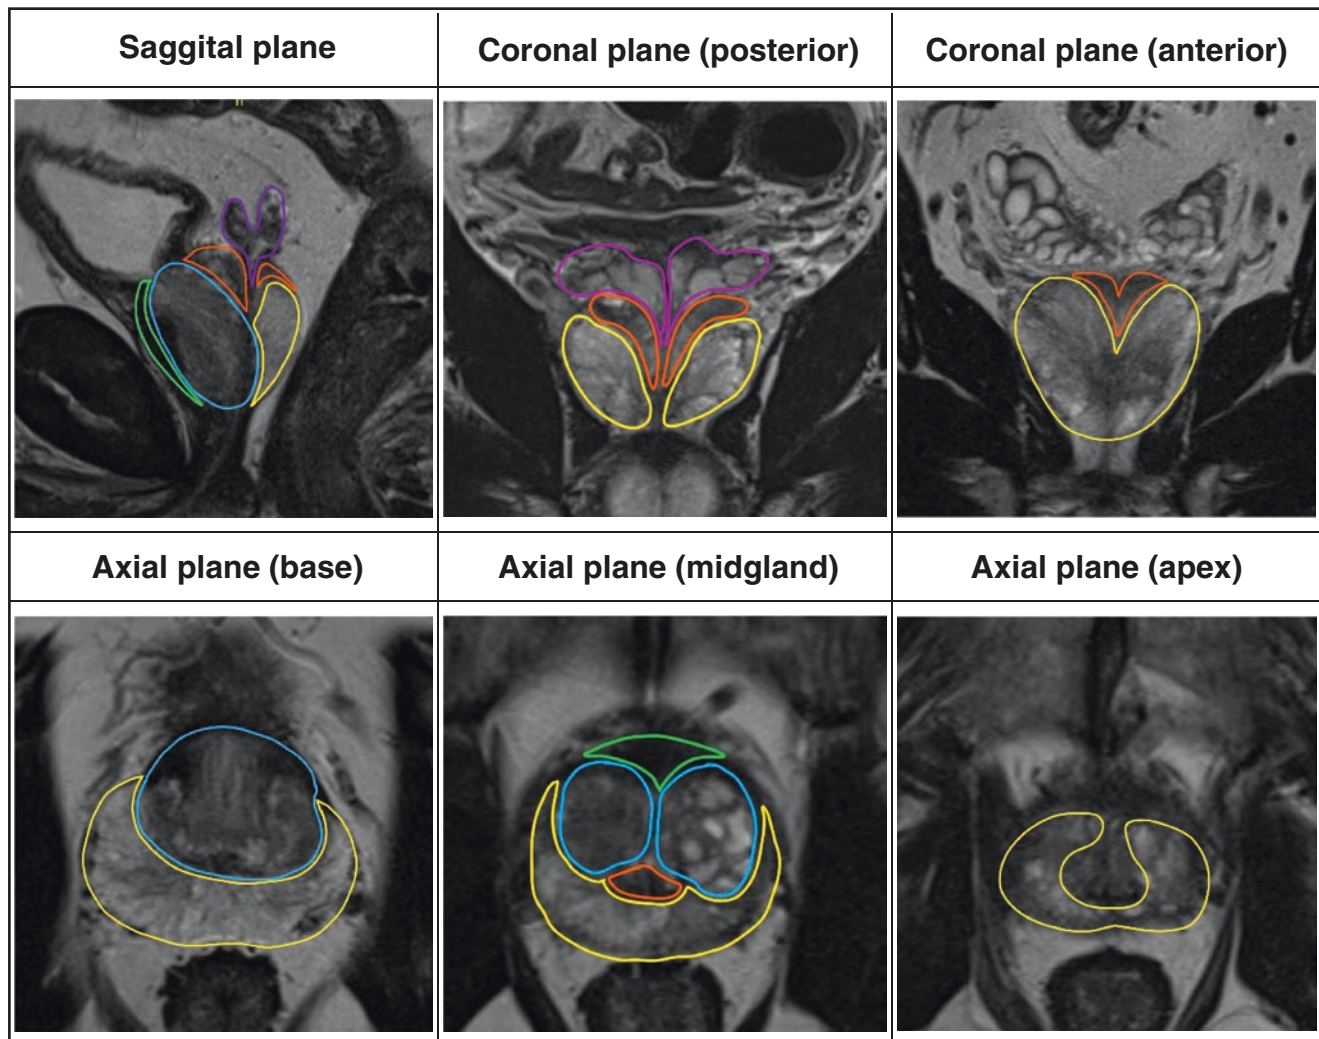 Saggital plane
Coronal plane (posterior)
Coronal plane (anterior)
Axial plane (base)
Axial plane (midgland)
Axial plane (apex)